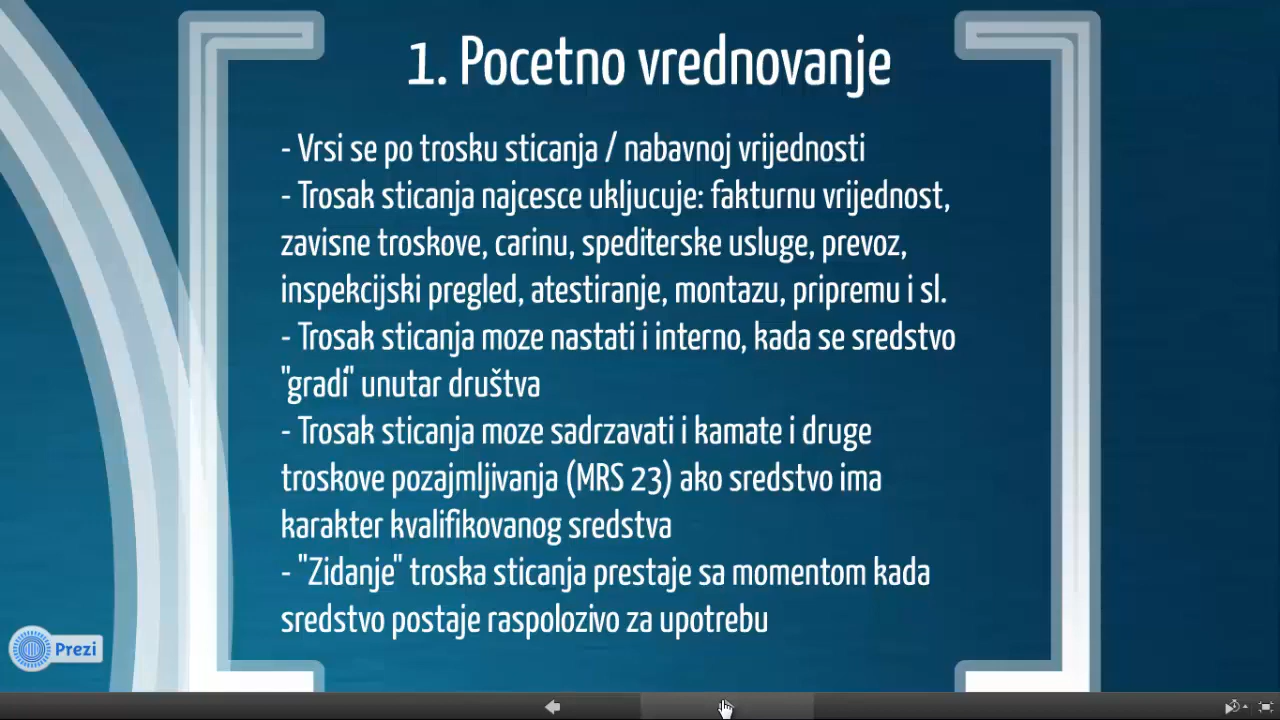 1. Pocetno vrednovanje
- Vrsi se po trosku sticanja / nabavnoj vrijednosti
- Trosak sticanja najcesce ukljucuje: fakturnu vrijednost,
zavisne troskove, carinu, spediterske usluge, prevoz,
inspekcijski pregled, atestiranje, montazu, pripremu i sl.
- Trosak sticanja moze nastati i interno, kada se sredstvo
"gradi" unutar društva
- Trosak sticanja moze sadrzavati i kamate i druge
troskove pozajmljivanja (MRS 23) ako sredstvo ima
karakter kvalifikovanog sredstva
- "Zidanje" troska sticanja prestaje sa momentom kada
sredstvo postaje raspolozivo za upotrebu
Prezi